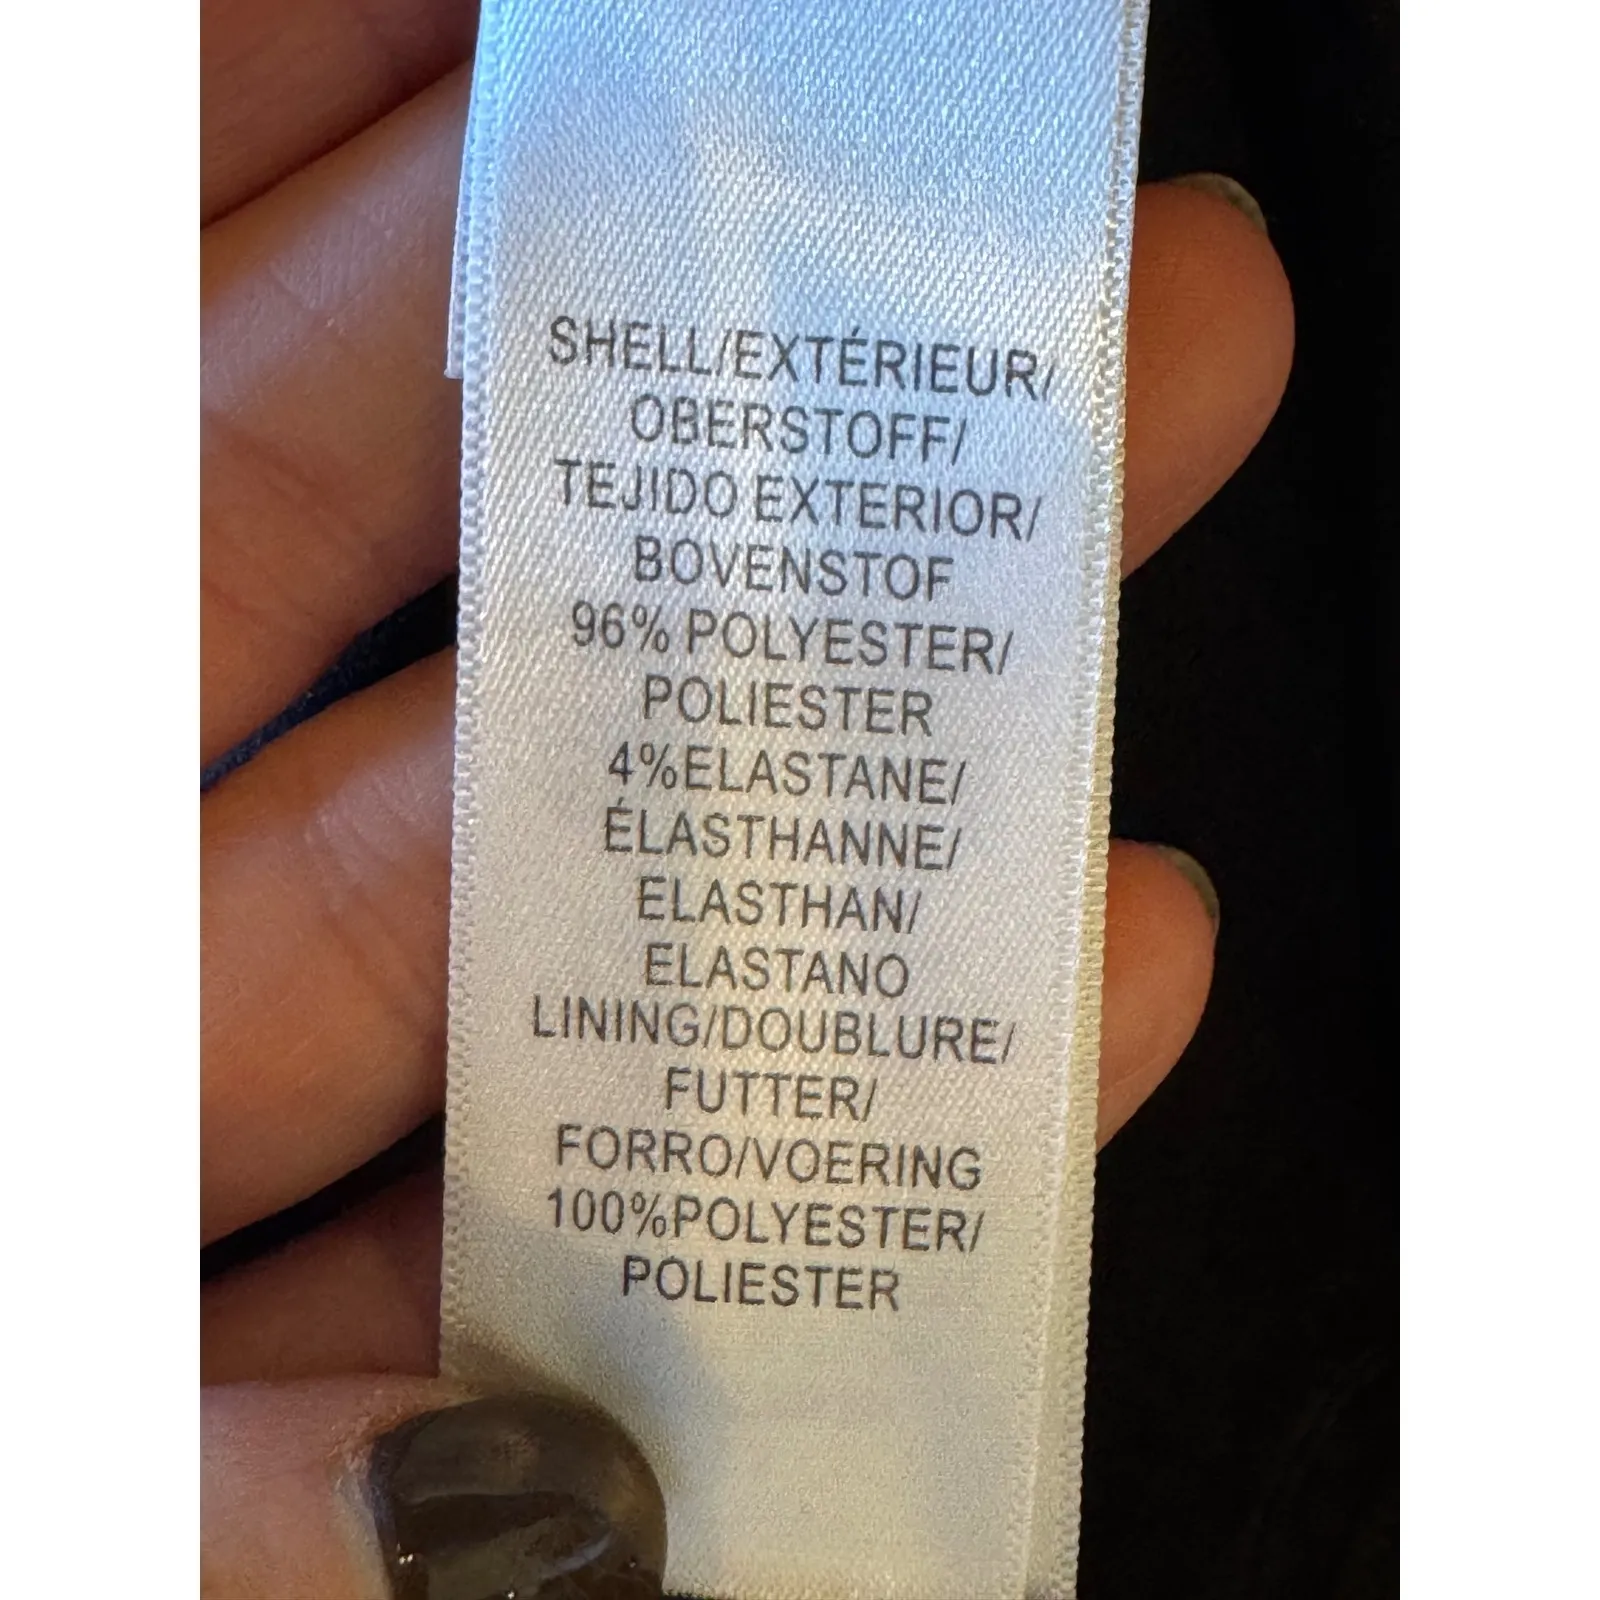 SHELL/EXTÉRIEUR/
OBERSTOFF/
TEJIDO EXTERIOR/
BOVENSTOF
96% POLYESTER/
POLIESTER
4%ELASTANE/
ÉLASTHANNE/
ELASTHAN/
ELASTANO
LINING/DOUBLURE/
FUTTER/
FORRO/VOERING
100%POLYESTER/
POLIESTER